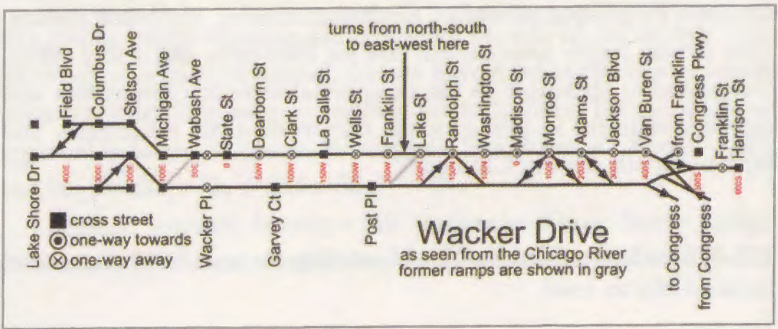 turns from north-south
to east-west here
Field Blvd
Columbus Dr
Stetson Ave
Michigan Ave
Wabash Ave
State St
Dearborn St
Clark St
La Salle St
Wells St
Franklin St
Lake St
Randolph St
Washington St
Madison St
Monroe St
Adams St
Jackson Blvd
Van Buren St
from Franklin
Congress Pkwy
Franklin St
Harrison St
Lake Shore Dr
Wacker Pl
Garvey Ct
Post Pl
to Congress
from Congress
cross street
one-way towards
one-way away
Wacker Drive
as seen from the Chicago River
former ramps are shown in gray